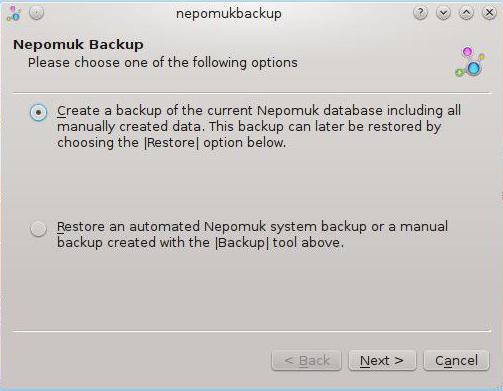 nepomukbackup
Nepomuk Backup
Please choose one of the following options
Create a backup of the current Nepomuk database including all
manually created data. This backup can later be restored by
choosing the |Restore| option below.
Restore an automated Nepomuk system backup or a manual
backup created with the |Backup| tool above.
< Back
Next >
Cancel